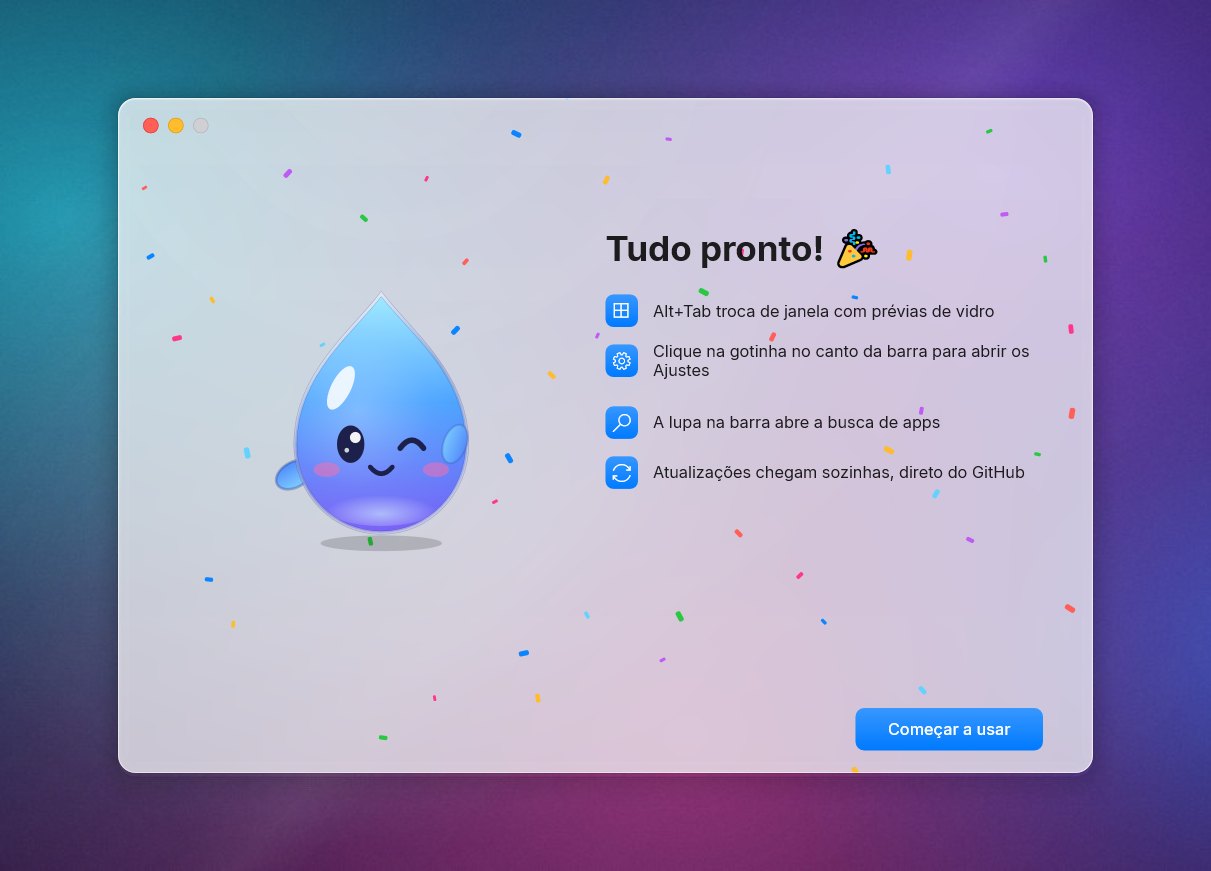 Tudo pronto! 🎉
Alt+Tab troca de janela com prévias de vidro
Clique na gotinha no canto da barra para abrir os
Ajustes
A lupa na barra abre a busca de apps
Atualizações chegam sozinhas, direto do GitHub
Começar a usar